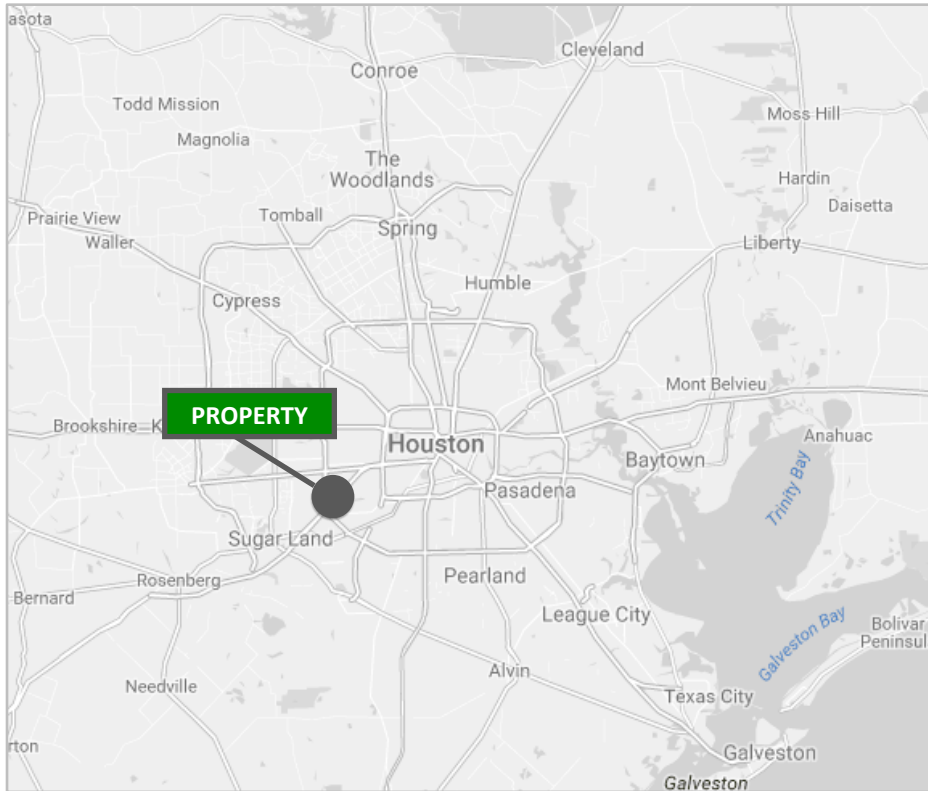 asota
Cleveland
Conroe
Todd Mission
Moss Hill
Magnolia
The
Woodlands
Hardin
Daisetta
Prairie View
Tomball
Spring
Waller
Liberty
Humble
Cypress
Mont Belvieu
PROPERTY
Brookshire
K
Houston
Anahuac
Baytown
Trinity Bay
Pasadena
Sugar Land
Rosenberg
Pearland
Bernard
League City
Galveston Bay
Bolivar
Peninsul
Alvin
Needville
Texas City
rton
Galveston
Galveston